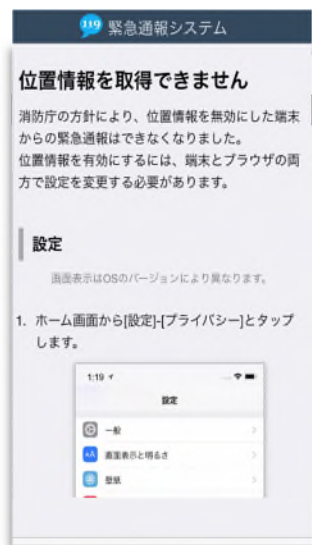 119 緊急通報システム
位置情報を取得できません
消防庁の方針により、位置情報を無効にした端末
からの緊急通報はできなくなりました。
位置情報を有効にするには、端末とブラウザの両
方で設定を変更する必要があります。
設定
画面表示はOSのバージョンにより異なります。
1. ホーム画面から[設定]-[プライバシー]とタップ
します。
1:19
設定
一般
AA 画面表示と明るさ
壁紙